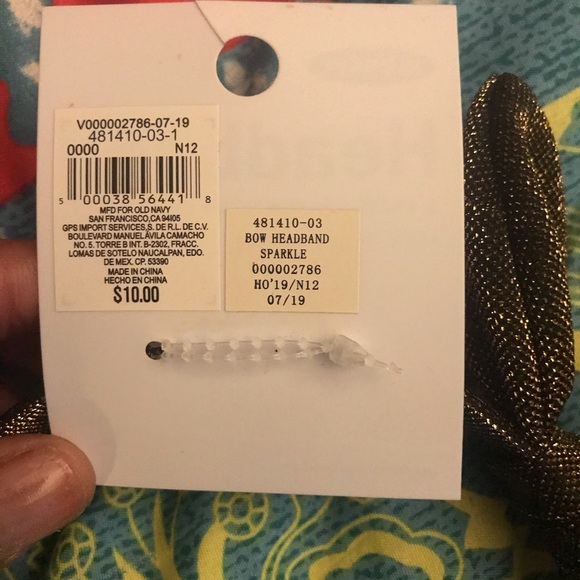 V000002786-07-19
481410-03-1
0000 N12
5 00038 56441 8
MFD FOR OLD NAVY
SAN FRANCISCO, CA 94105
GPS IMPORT SERVICES, S. DE R.L. DE C.V.
BOULEVARD MANUEL ÁVILA CAMACHO
NO. 5, TORRE B INT. B-2302, FRACC.
LOMAS DE SOTELO NAUCALPAN, EDO.
DE MEX. CP. 53390
MADE IN CHINA
HECHO EN CHINA
$10.00
481410-03
BOW HEADBAND
SPARKLE
000002786
HO'19/N12
07/19